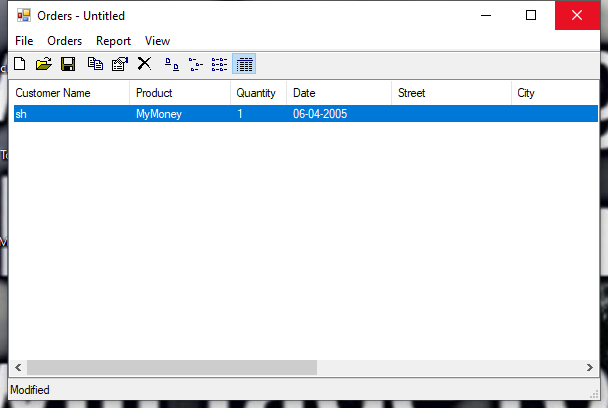 Orders - Untitled
File Orders Report View
Customer Name Product Quantity Date Street City
sh MyMoney 1 06-04-2005
Modified